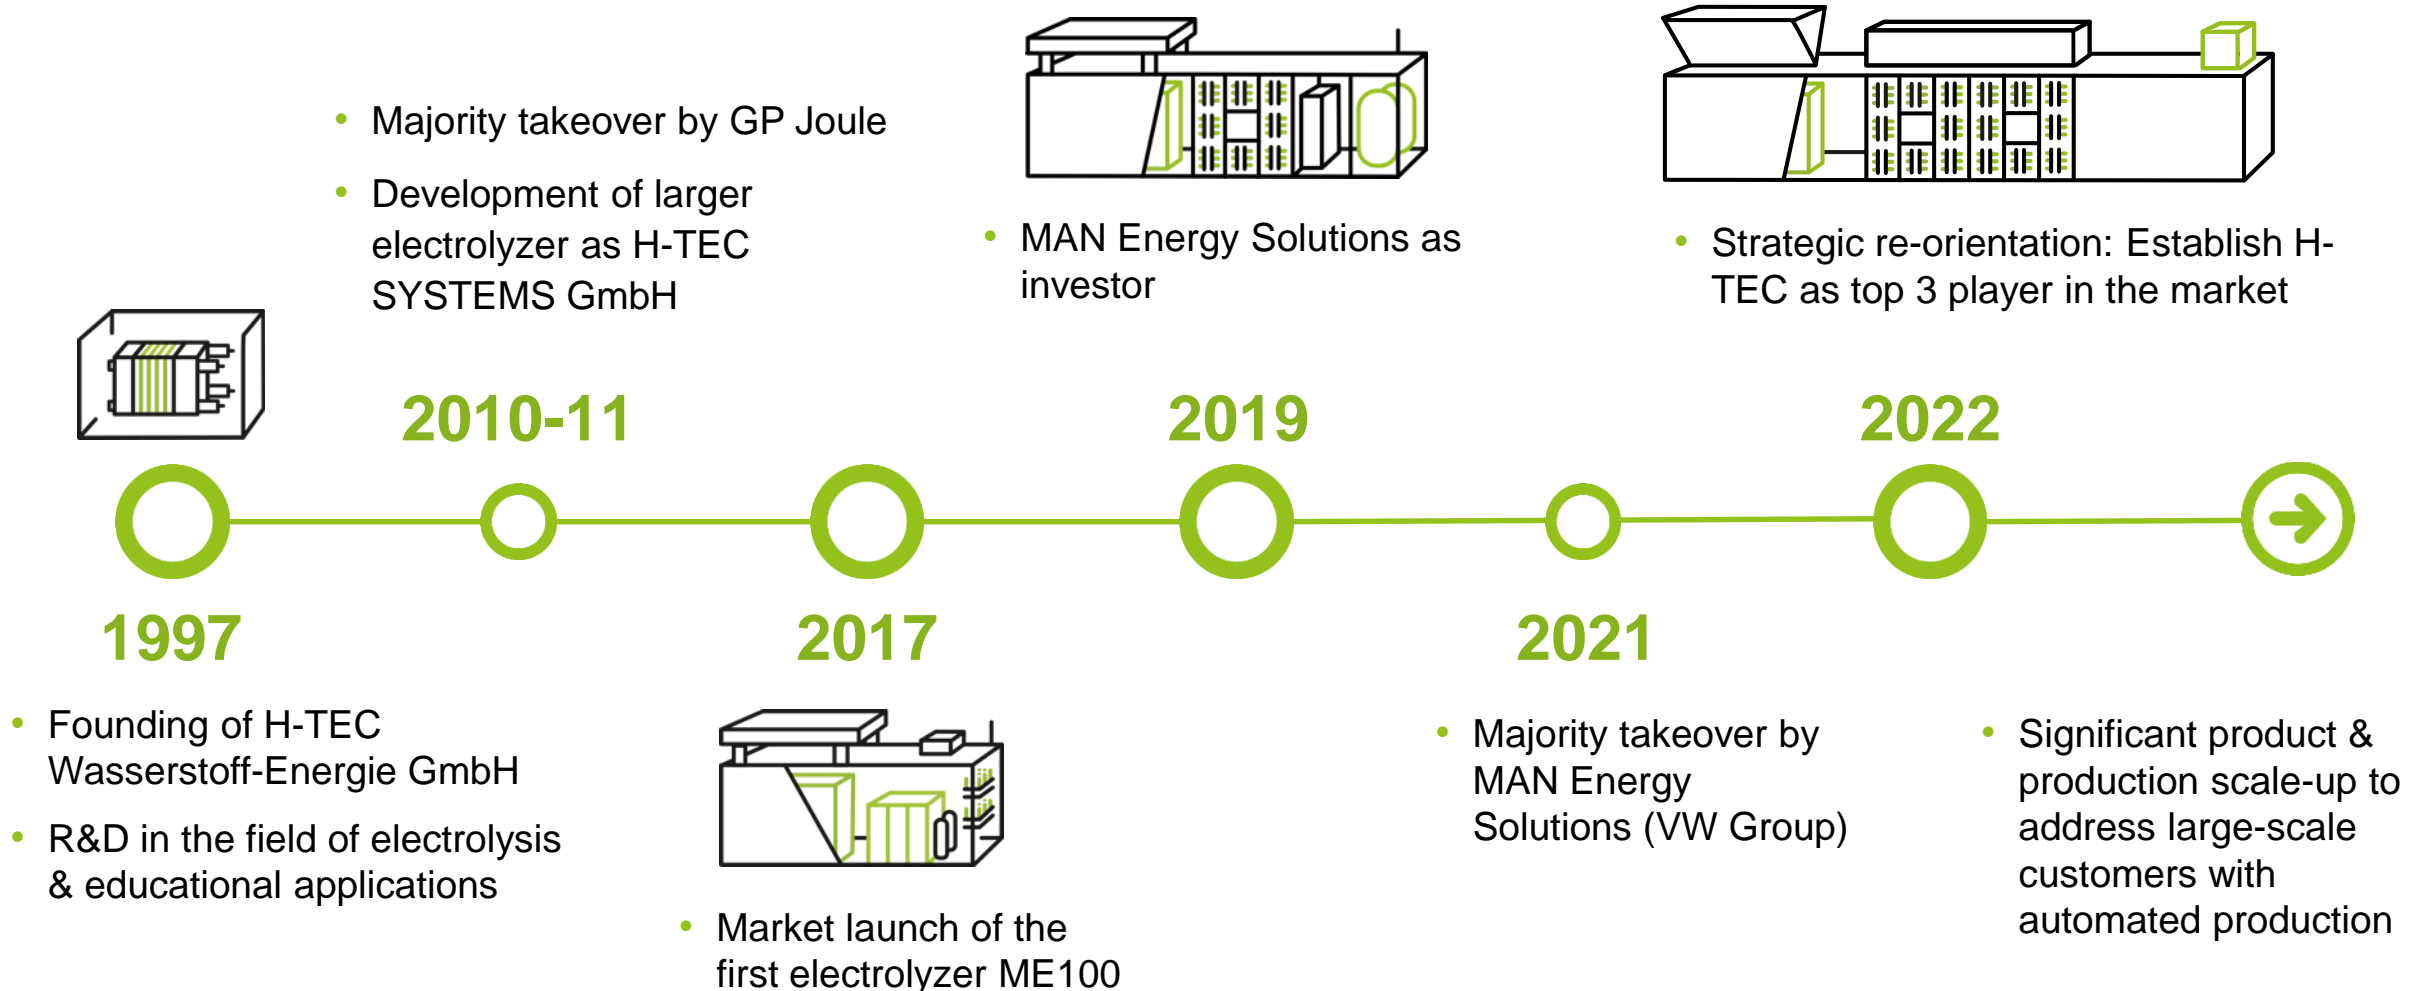 1997
• Founding of H-TEC
Wasserstoff-Energie GmbH
• R&D in the field of electrolysis
& educational applications
• Majority takeover by GP Joule
• Development of larger
electrolyzer as H-TEC
SYSTEMS GmbH
2010-11
2017
• Market launch of the
first electrolyzer ME100
• MAN Energy Solutions as
investor
2019
2021
• Majority takeover by
MAN Energy
Solutions (VW Group)
• Strategic re-orientation: Establish H-
TEC as top 3 player in the market
2022
• Significant product &
production scale-up to
address large-scale
customers with
automated production